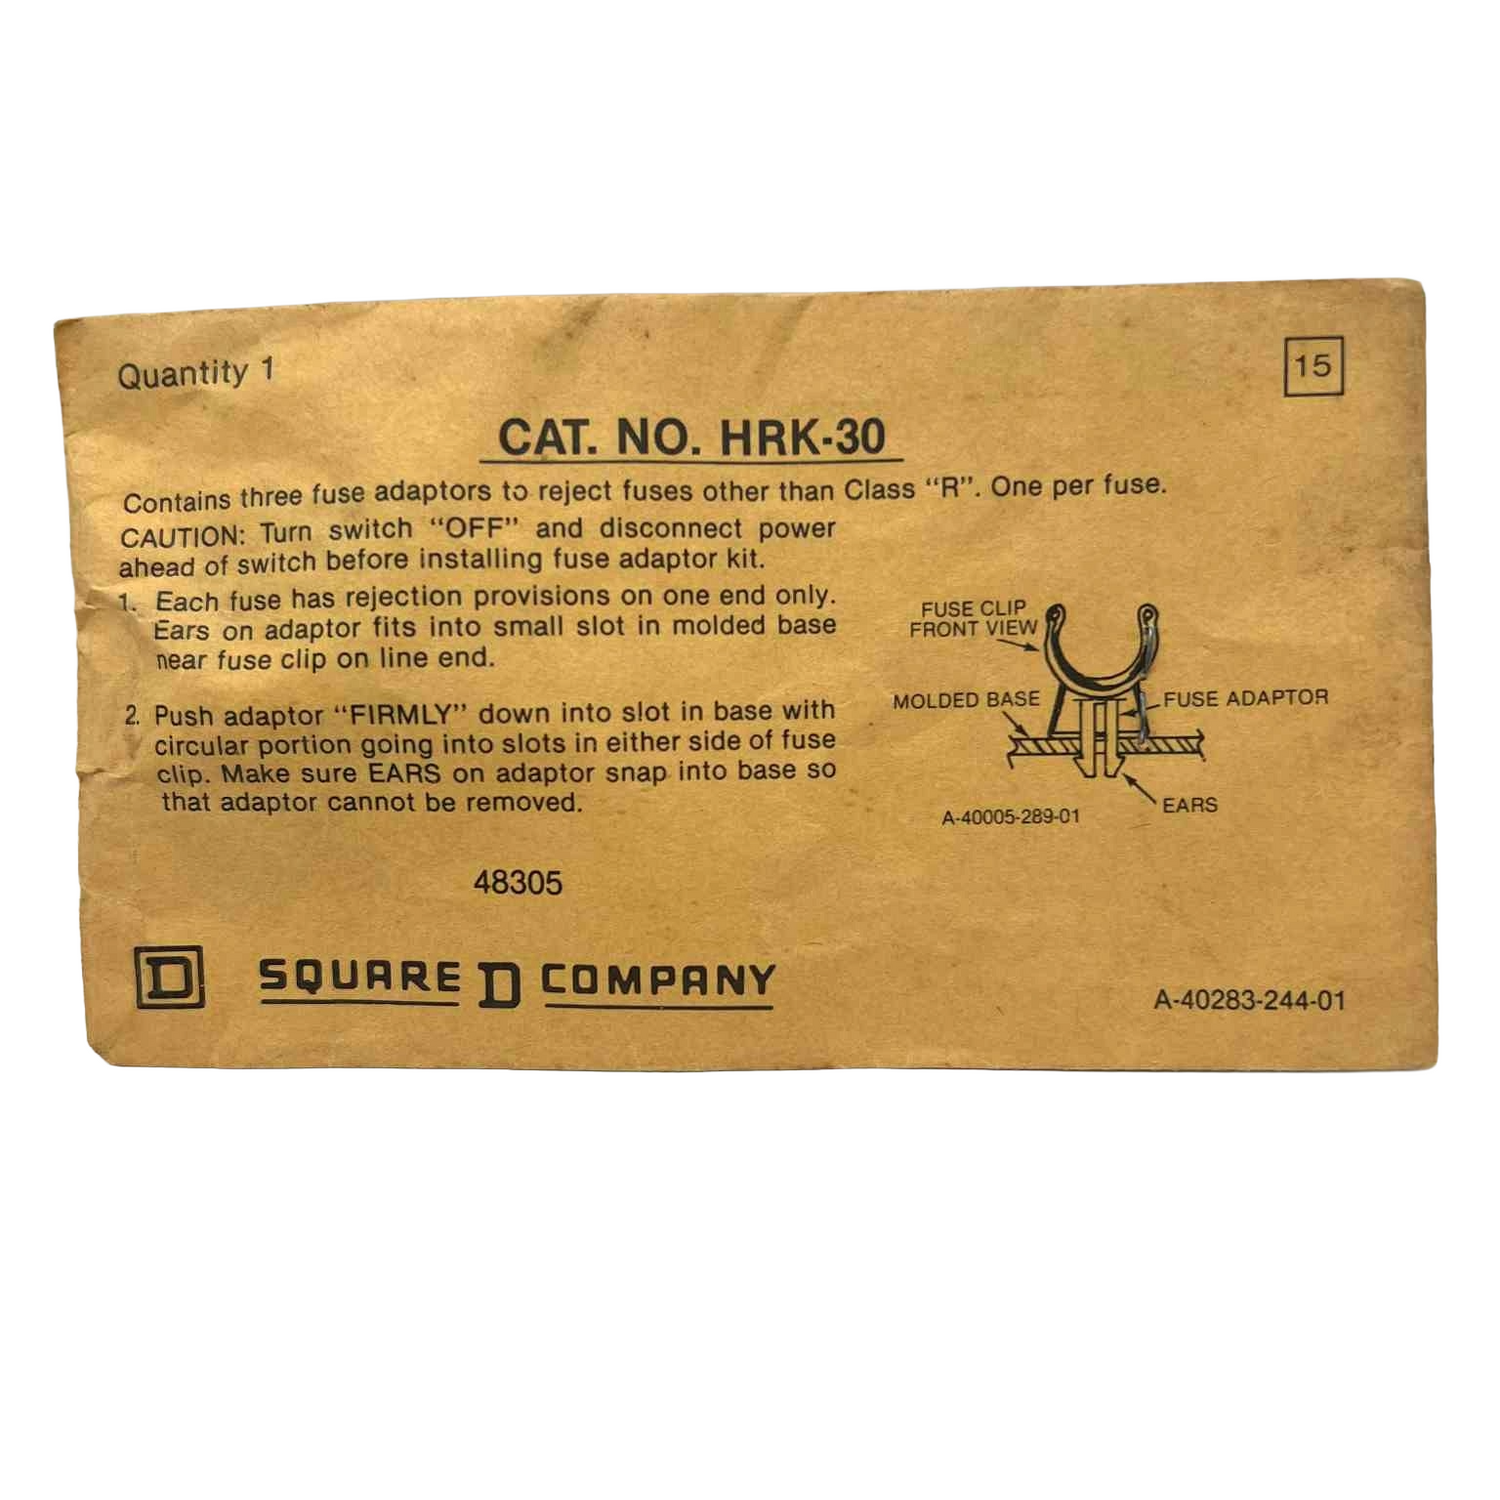 Quantity 1
15
CAT. NO. HRK-30
Contains three fuse adaptors to reject fuses other than Class "R". One per fuse.
CAUTION: Turn switch "OFF" and disconnect power
ahead of switch before installing fuse adaptor kit.
1. Each fuse has rejection provisions on one end only.
Ears on adaptor fits into small slot in molded base
near fuse clip on line end.
2. Push adaptor "FIRMLY" down into slot in base with
circular portion going into slots in either side of fuse
clip. Make sure EARS on adaptor snap into base so
that adaptor cannot be removed.
FUSE CLIP
FRONT VIEW
MOLDED BASE
FUSE ADAPTOR
EARS
A-40005-289-01
48305
D SQUARE D COMPANY
A-40283-244-01